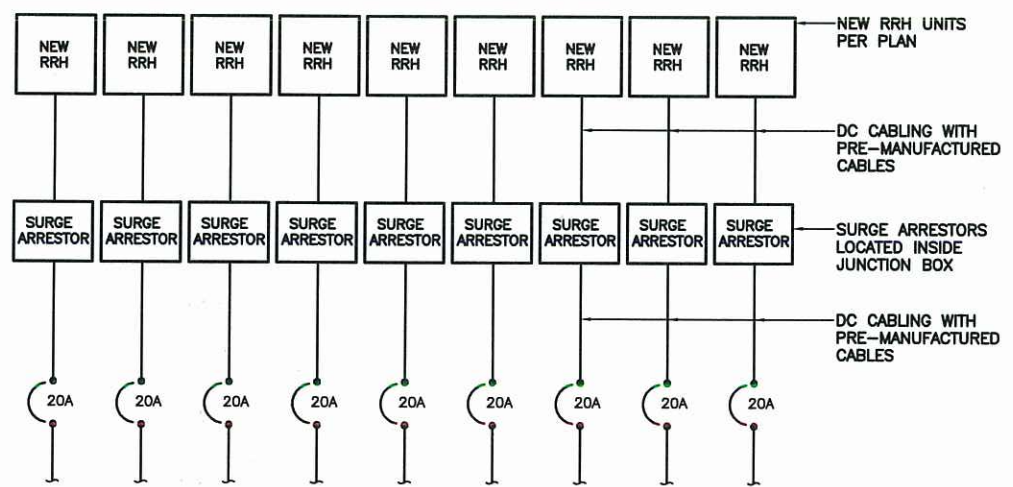 NEW RRH UNITS
PER PLAN
NEW
RRH
NEW
RRH
NEW
RRH
NEW
RRH
NEW
RRH
NEW
RRH
NEW
RRH
NEW
RRH
NEW
RRH
DC CABLING WITH
PRE-MANUFACTURED
CABLES
SURGE
ARRESTOR
SURGE
ARRESTOR
SURGE
ARRESTOR
SURGE
ARRESTOR
SURGE
ARRESTOR
SURGE
ARRESTOR
SURGE
ARRESTOR
SURGE
ARRESTOR
SURGE
ARRESTOR
SURGE ARRESTORS
LOCATED INSIDE
JUNCTION BOX
DC CABLING WITH
PRE-MANUFACTURED
CABLES
20A
20A
20A
20A
20A
20A
20A
20A
20A